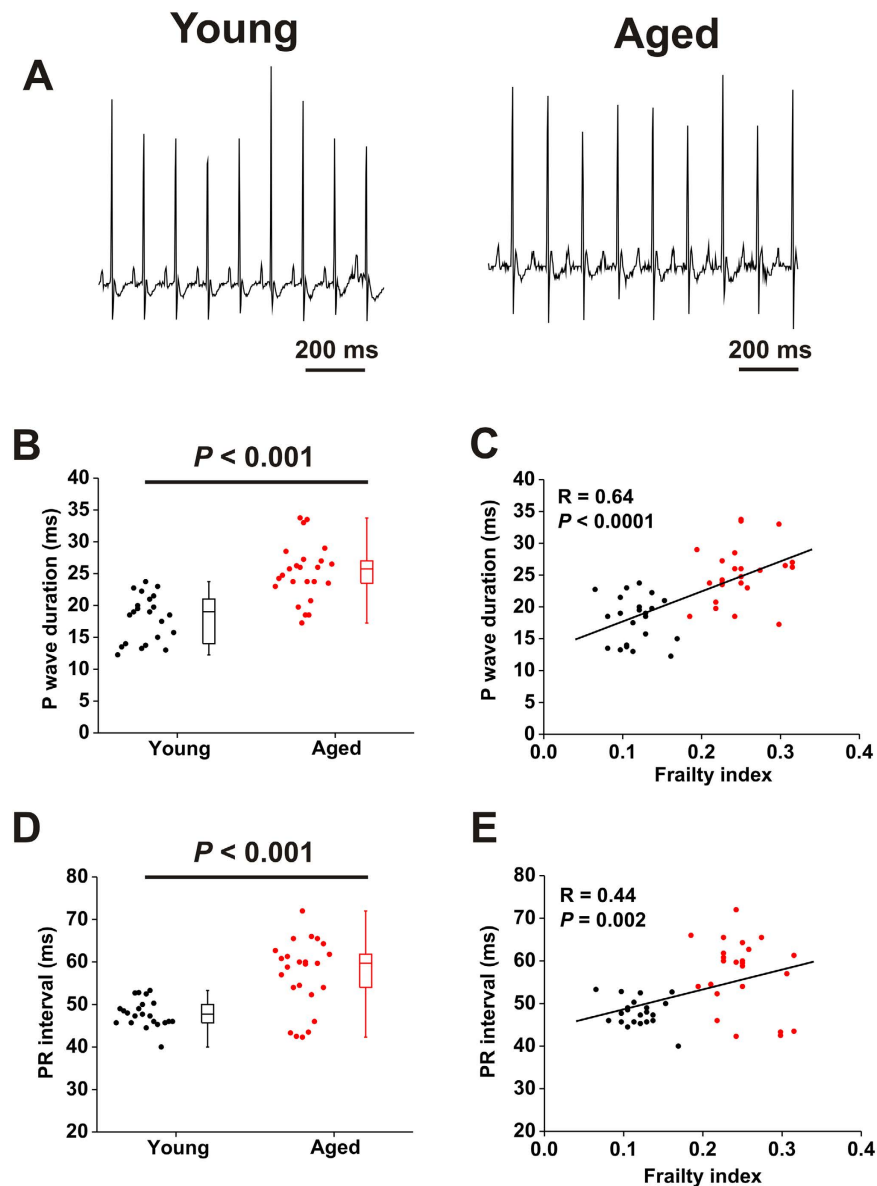 Young
Aged
A
200 ms
200 ms
B
P < 0.001
P wave duration (ms)
40
35
30
25
20
15
10
5
0
Young
Aged
C
R = 0.64
P < 0.0001
P wave duration (ms)
40
35
30
25
20
15
10
5
0
0.0
0.1
0.2
0.3
0.4
Frailty index
D
P < 0.001
PR interval (ms)
80
70
60
50
40
30
20
Young
Aged
E
R = 0.44
P = 0.002
PR interval (ms)
80
70
60
50
40
30
20
0.0
0.1
0.2
0.3
0.4
Frailty index